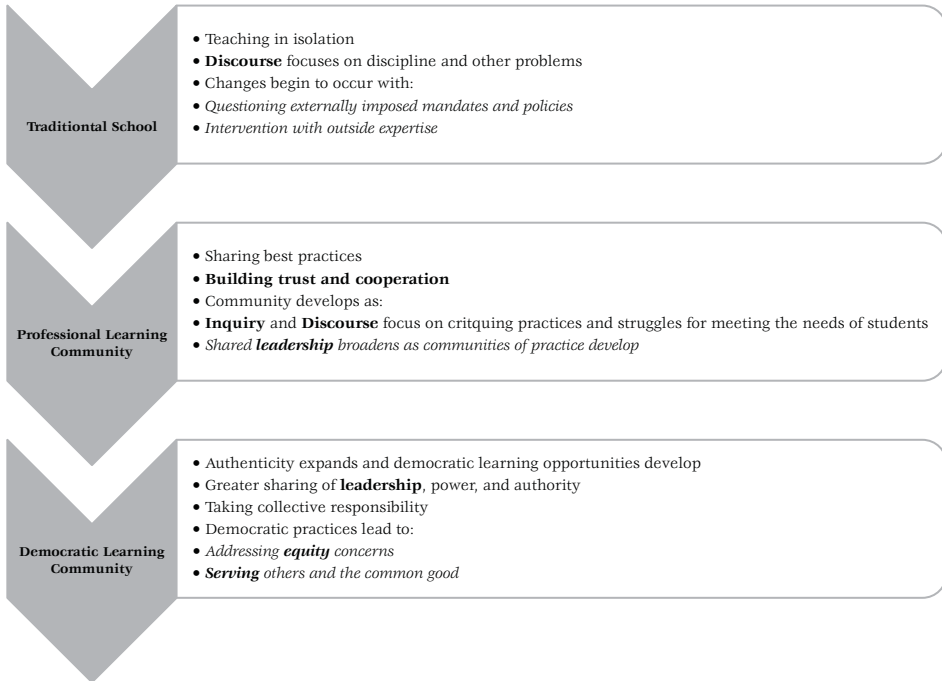 Traditiontal School
• Teaching in isolation
• Discourse focuses on discipline and other problems
• Changes begin to occur with:
• Questioning externally imposed mandates and policies
• Intervention with outside expertise
Professional Learning
Community
• Sharing best practices
• Building trust and cooperation
• Community develops as:
• Inquiry and Discourse focus on critquing practices and struggles for meeting the needs of students
• Shared leadership broadens as communities of practice develop
Democratic Learning
Community
• Authenticity expands and democratic learning opportunities develop
• Greater sharing of leadership, power, and authority
• Taking collective responsibility
• Democratic practices lead to:
• Addressing equity concerns
• Serving others and the common good